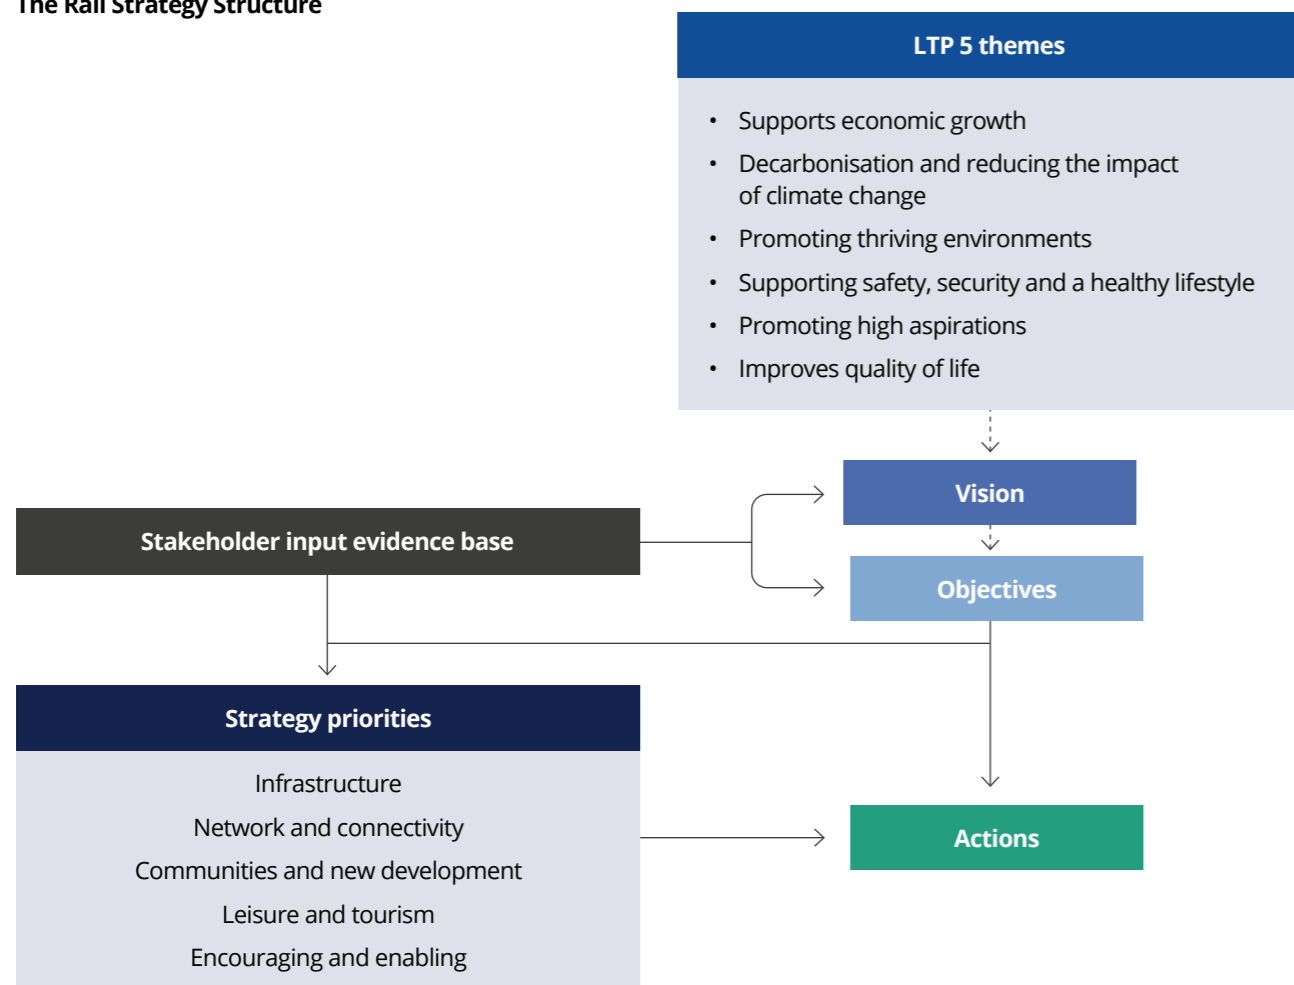 The Rail Strategy Structure
LTP 5 themes
• Supports economic growth
• Decarbonisation and reducing the impact
of climate change
• Promoting thriving environments
• Supporting safety, security and a healthy lifestyle
• Promoting high aspirations
• Improves quality of life
Vision
Stakeholder input evidence base
Objectives
Strategy priorities
Infrastructure
Network and connectivity
Communities and new development
Leisure and tourism
Encouraging and enabling
Actions